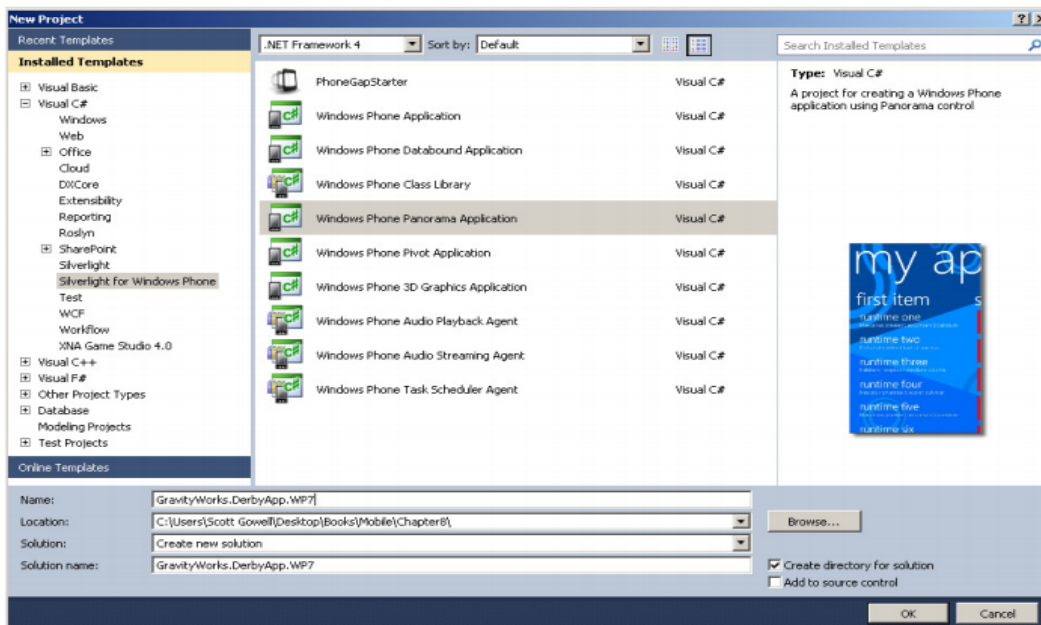 New Project
Recent Templates
Installed Templates
Visual Basic
Visual C#
Windows
Web
Office
Cloud
DXCore
Extensibility
Reporting
Roslyn
SharePoint
Silverlight
Silverlight for Windows Phone
Test
WCF
Workflow
XNA Game Studio 4.0
Visual C++
Visual F#
Other Project Types
Database
Modeling Projects
Test Projects
Online Templates
.NET Framework 4 Sort by: Default
PhoneGapStarter Visual C#
Windows Phone Application Visual C#
Windows Phone Databound Application Visual C#
Windows Phone Class Library Visual C#
Windows Phone Panorama Application Visual C#
Windows Phone Pivot Application Visual C#
Windows Phone 3D Graphics Application Visual C#
Windows Phone Audio Playback Agent Visual C#
Windows Phone Audio Streaming Agent Visual C#
Windows Phone Task Scheduler Agent Visual C#
Search Installed Templates
Type: Visual C#
A project for creating a Windows Phone
application using Panorama control
my ap
first item s
runtime one
runtime two
runtime three
runtime four
runtime five
runtime six
Name: GravityWorks.DerbyApp.WP7
Location: C:\Users\Scott Gowell\Desktop\Books\Mobile\Chapter8\ Browse...
Solution: Create new solution
Solution name: GravityWorks.DerbyApp.WP7
Create directory for solution
Add to source control
OK Cancel